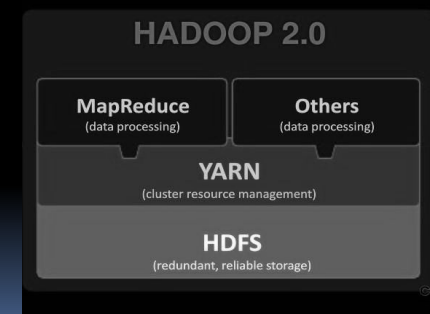 HADOOP 2.0
MapReduce
(data processing)
Others
(data processing)
YARN
(cluster resource management)
HDFS
(redundant, reliable storage)